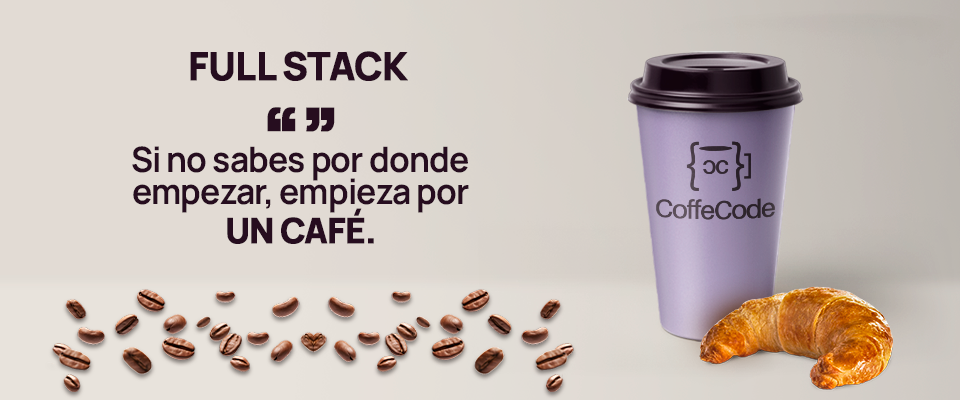 FULL STACK
“ ”
Si no sabes por donde
empezar, empieza por
UN CAFÉ.
{ɔc}
CoffeCode